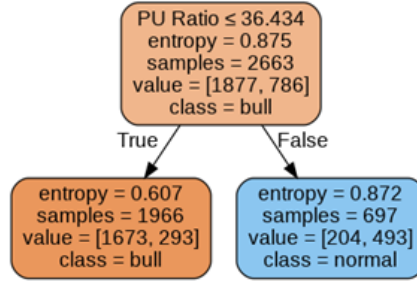 PU Ratio ≤ 36.434
entropy = 0.875
samples = 2663
value = [1877, 786]
class = bull
True
False
entropy = 0.607
samples = 1966
value = [1673, 293]
class = bull
entropy = 0.872
samples = 697
value = [204, 493]
class = normal